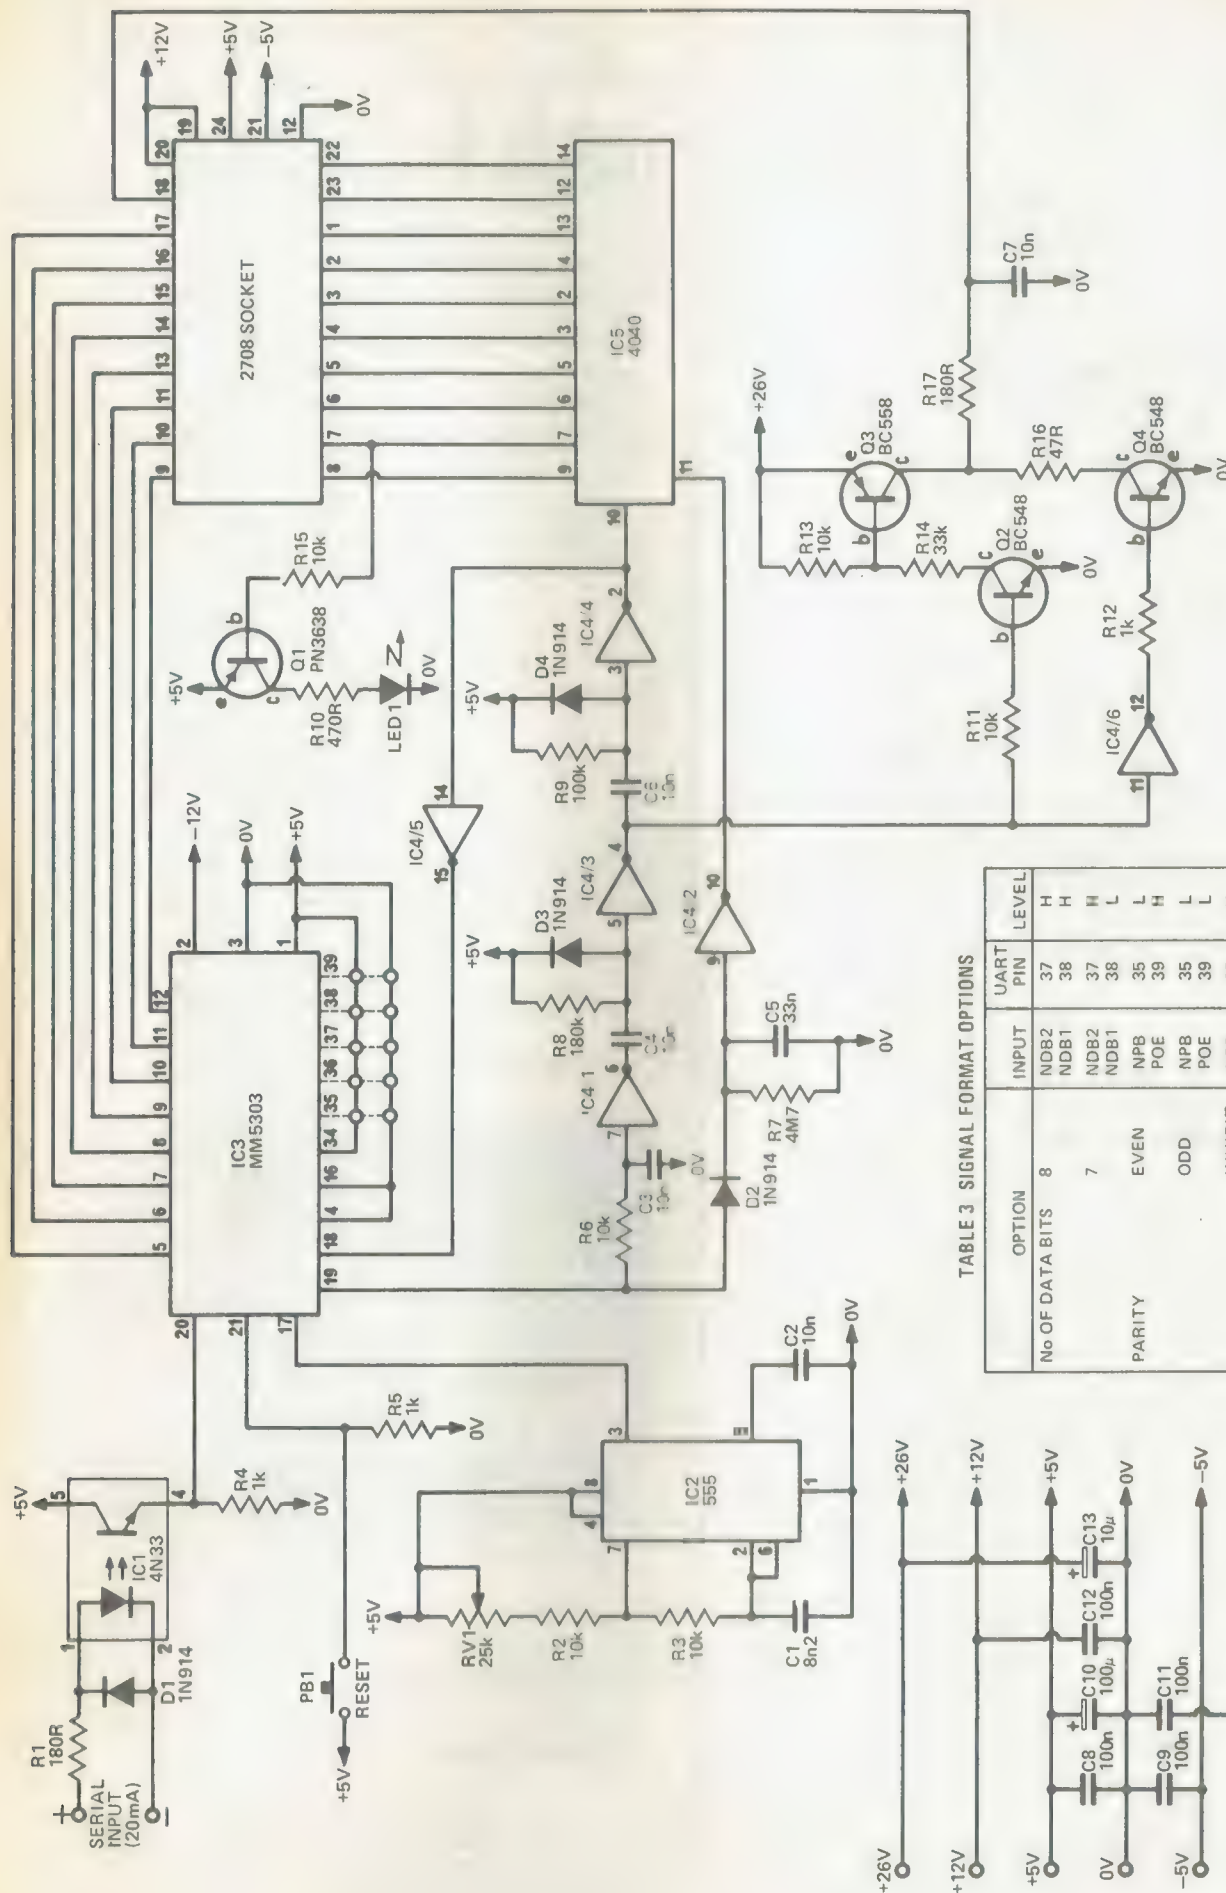 SERIAL
INPUT
(20mA)
+
–
R1
180R
D1
1N914
1
2
5
4
+5V
IC1
4N33
R4
1k
0V
+5V
PB1
RESET
R5
1k
0V
+5V
RV1
25k
R2
10k
R3
10k
C1
8n2
7
4
8
3
2
6
1
IC2
555
C2
10n
0V
20
21
17
19
18
4
16
34
35
36
37
38
39
5
6
7
8
9
10
11
12
IC3
MM5303
2
3
1
–12V
0V
+5V
+5V
e
b
c
Q1
PN3638
R10
470R
LED1
0V
R15
10k
9
10
11
13
14
15
16
17
18
20
19
24
21
12
+12V
+5V
–5V
0V
2708 SOCKET
8
7
6
5
4
3
2
1
23
22
9
7
6
5
3
2
4
13
12
14
10
11
IC5
4040
R6
10k
C3
10n
0V
7
6
IC4 1
C4
10n
R8
180k
+5V
D3
1N914
5
4
IC4/3
14
15
IC4/5
C6
10n
R9
100k
+5V
D4
1N914
3
2
IC4/4
D2
1N914
R7
4M7
C5
33n
0V
9
10
IC4 2
R11
10k
11
12
IC4/6
R12
1k
b
c
e
Q2
BC548
0V
R13
10k
R14
33k
+26V
b
e
c
Q3
BC558
R17
180R
R16
47R
b
c
e
Q4
BC548
0V
C7
10n
0V
+26V
+12V
+5V
0V
–5V
C8
100n
C9
100n
C10
100µ
C11
100n
C12
100n
C13
10µ
+
+
+26V
+12V
+5V
0V
–5V
TABLE 3 SIGNAL FORMAT OPTIONS
OPTION INPUT UART PIN LEVEL
No OF DATA BITS 8 NDB2 37 H
NDB1 38 H
7 NDB2 37 H
NDB1 38 L
PARITY EVEN NPB 35 L
POE 39 H
ODD NPB 35 L
POE 39 L